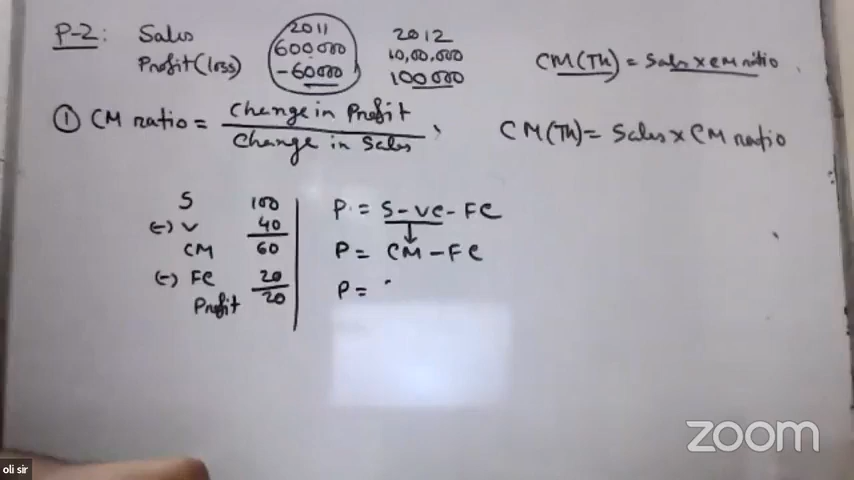 P-2: Sales 2011 2012
600000 10,00,000
Profit (loss) -60000 100000
CM(Tk) = Sales x CM ratio
① CM ratio = Change in Profit
Change in Sales
CM(Tk) = Sales x CM ratio
S 100
(-) V 40
CM 60
(-) FC 20
Profit 20
P = S - VC - FC
P = CM - FC
P =
zoom
oli sir